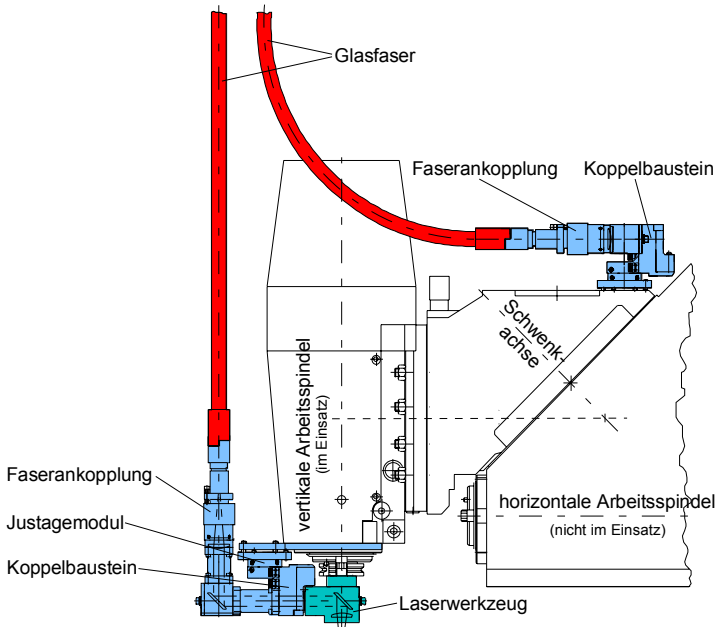 Glasfaser
Faserankopplung
Koppelbaustein
Schwenk-
achse
vertikale Arbeitsspindel
(im Einsatz)
Faserankopplung
horizontale Arbeitsspindel
(nicht im Einsatz)
Justagemodul
Koppelbaustein
Laserwerkzeug